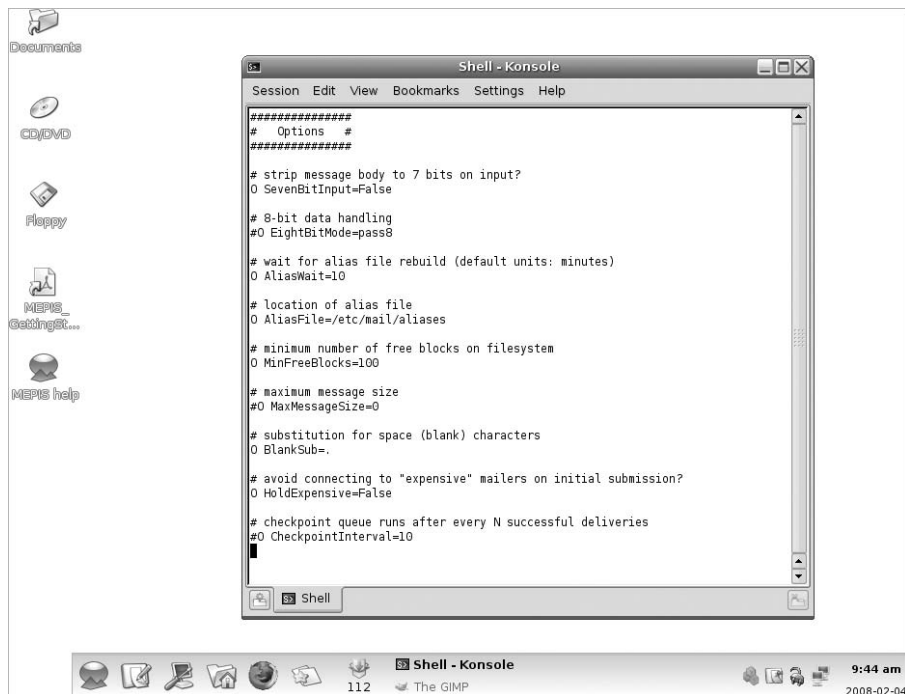 Documents
CD/DVD
Floppy
MEPIS_
GettingSt...
MEPIS help
Shell - Konsole
Session Edit View Bookmarks Settings Help
###############
#   Options   #
###############
# strip message body to 7 bits on input?
O SevenBitInput=False
# 8-bit data handling
#O EightBitMode=pass8
# wait for alias file rebuild (default units: minutes)
O AliasWait=10
# location of alias file
O AliasFile=/etc/mail/aliases
# minimum number of free blocks on filesystem
O MinFreeBlocks=100
# maximum message size
#O MaxMessageSize=0
# substitution for space (blank) characters
O BlankSub=.
# avoid connecting to "expensive" mailers on initial submission?
O HoldExpensive=False
# checkpoint queue runs after every N successful deliveries
#O CheckpointInterval=10
Shell
112
Shell - Konsole
The GIMP
9:44 am
2008-02-04